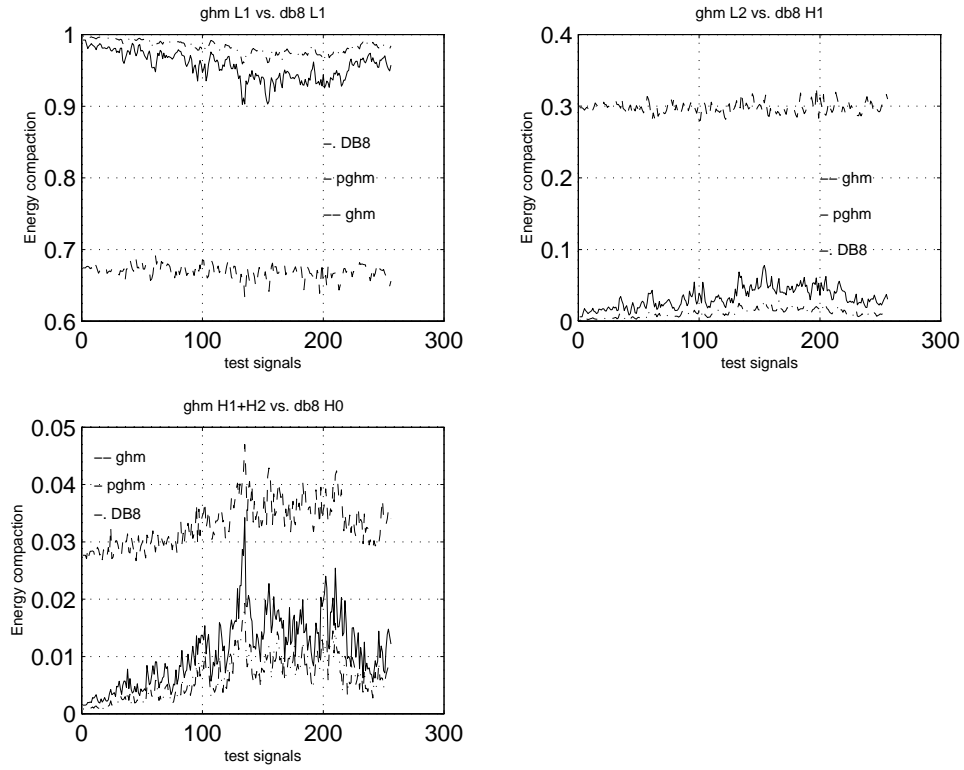 ghm L1 vs. db8 L1
1
0.9
0.8
0.7
0.6
Energy compaction
–. DB8
– pghm
–– ghm
0
100
200
300
test signals
ghm L2 vs. db8 H1
0.4
0.3
0.2
0.1
0
Energy compaction
–– ghm
– pghm
–. DB8
0
100
200
300
test signals
ghm H1+H2 vs. db8 H0
0.05
0.04
0.03
0.02
0.01
0
Energy compaction
–– ghm
– pghm
–. DB8
0
100
200
300
test signals